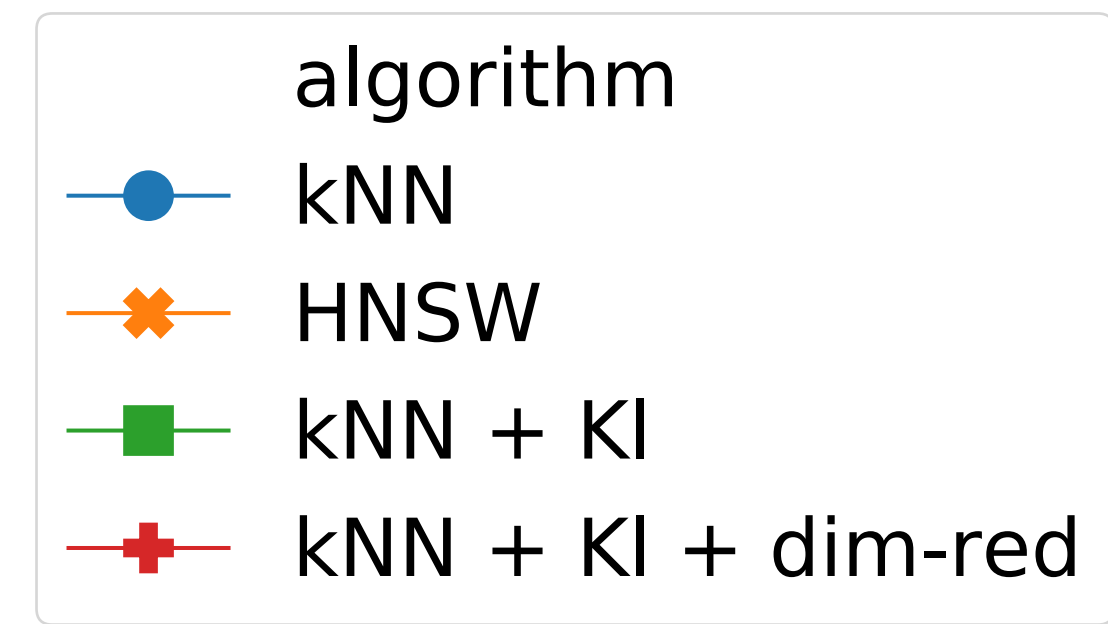 algorithm
kNN
HNSW
kNN + Kl
kNN + Kl + dim-red